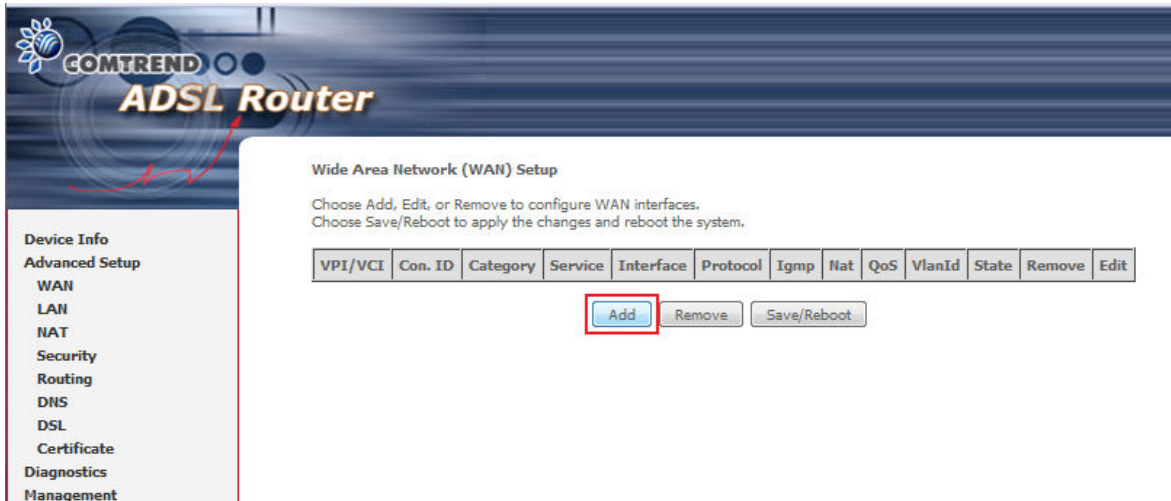 COMTREND
ADSL Router
Wide Area Network (WAN) Setup
Choose Add, Edit, or Remove to configure WAN interfaces.
Choose Save/Reboot to apply the changes and reboot the system.
VPI/VCI Con. ID Category Service Interface Protocol Igmp Nat QoS VlanId State Remove Edit
Add Remove Save/Reboot
Device Info
Advanced Setup
WAN
LAN
NAT
Security
Routing
DNS
DSL
Certificate
Diagnostics
Management